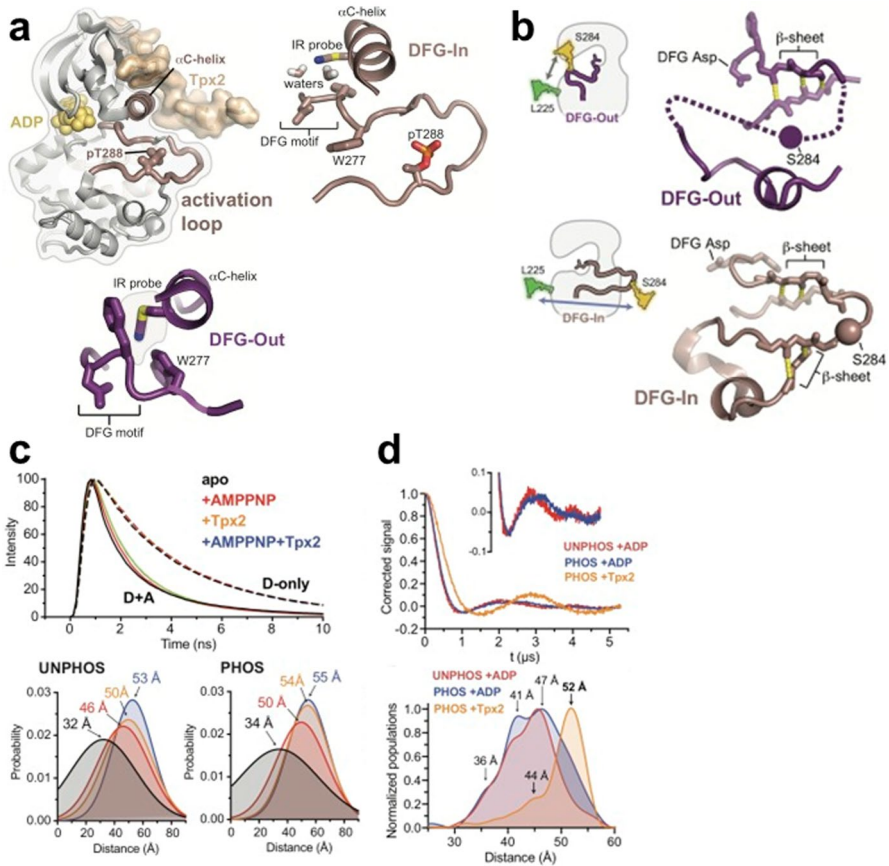 a
αC-helix
Tpx2
ADP
pT288
activation
loop
αC-helix
IR probe
DFG-In
waters
DFG motif
W277
pT288
IR probe
αC-helix
DFG-Out
W277
DFG motif
b
S284
L225
DFG-Out
DFG Asp
β-sheet
S284
DFG-Out
L225
S284
DFG-In
DFG Asp
β-sheet
S284
β-sheet
DFG-In
c
Intensity
100
80
60
40
20
0
apo
+AMPPNP
+Tpx2
+AMPPNP+Tpx2
D-only
D+A
0 2 4 6 8 10
Time (ns)
UNPHOS
Probability
0.03
0.02
0.01
0.00
32 Å
46 Å
50 Å
53 Å
0 20 40 60 80
Distance (Å)
PHOS
Probability
0.03
0.02
0.01
0.00
34 Å
50 Å
54 Å
55 Å
0 20 40 60 80
Distance (Å)
d
Corrected signal
1.0
0.8
0.6
0.4
0.2
0.0
-0.2
0.1
0.0
-0.1
UNPHOS +ADP
PHOS +ADP
PHOS +Tpx2
0 1 2 3 4 5
t (μs)
Normalized populations
1.0
0.8
0.6
0.4
0.2
0.0
UNPHOS +ADP
PHOS +ADP
PHOS +Tpx2
36 Å
41 Å
47 Å
44 Å
52 Å
30 40 50 60
Distance (Å)